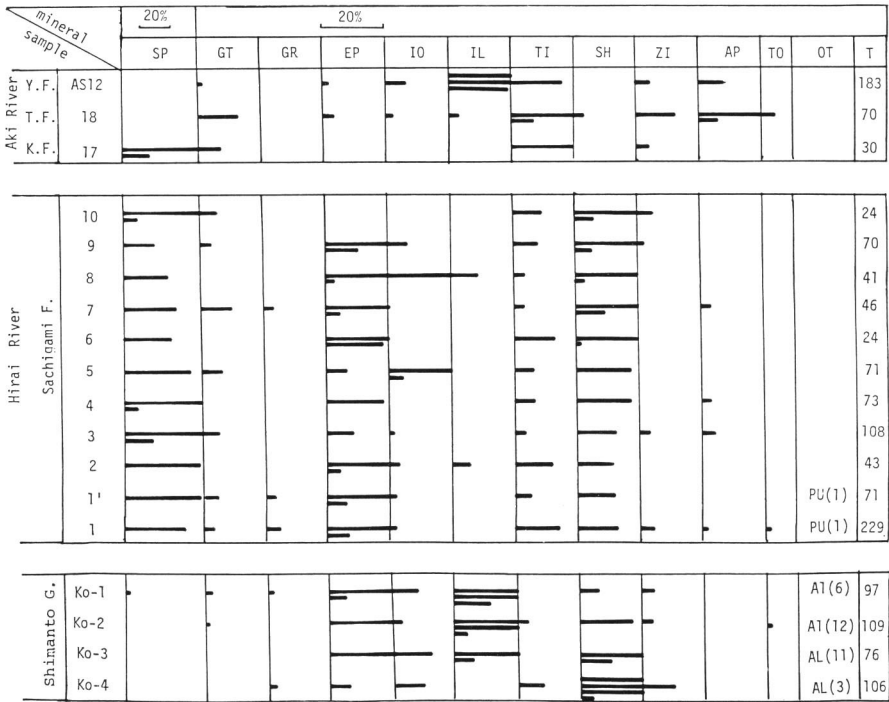 mineral
sample
20%
20%
SP GT GR EP IO IL TI SH ZI AP TO OT T
Aki River
Y.F. AS12 183
T.F. 18 70
K.F. 17 30
Hirai River
Sachigami F.
10 24
9 70
8 41
7 46
6 24
5 71
4 73
3 108
2 43
1' PU(1) 71
1 PU(1) 229
Shimanto G.
Ko-1 Al(6) 97
Ko-2 Al(12) 109
Ko-3 AL(11) 76
Ko-4 AL(3) 106